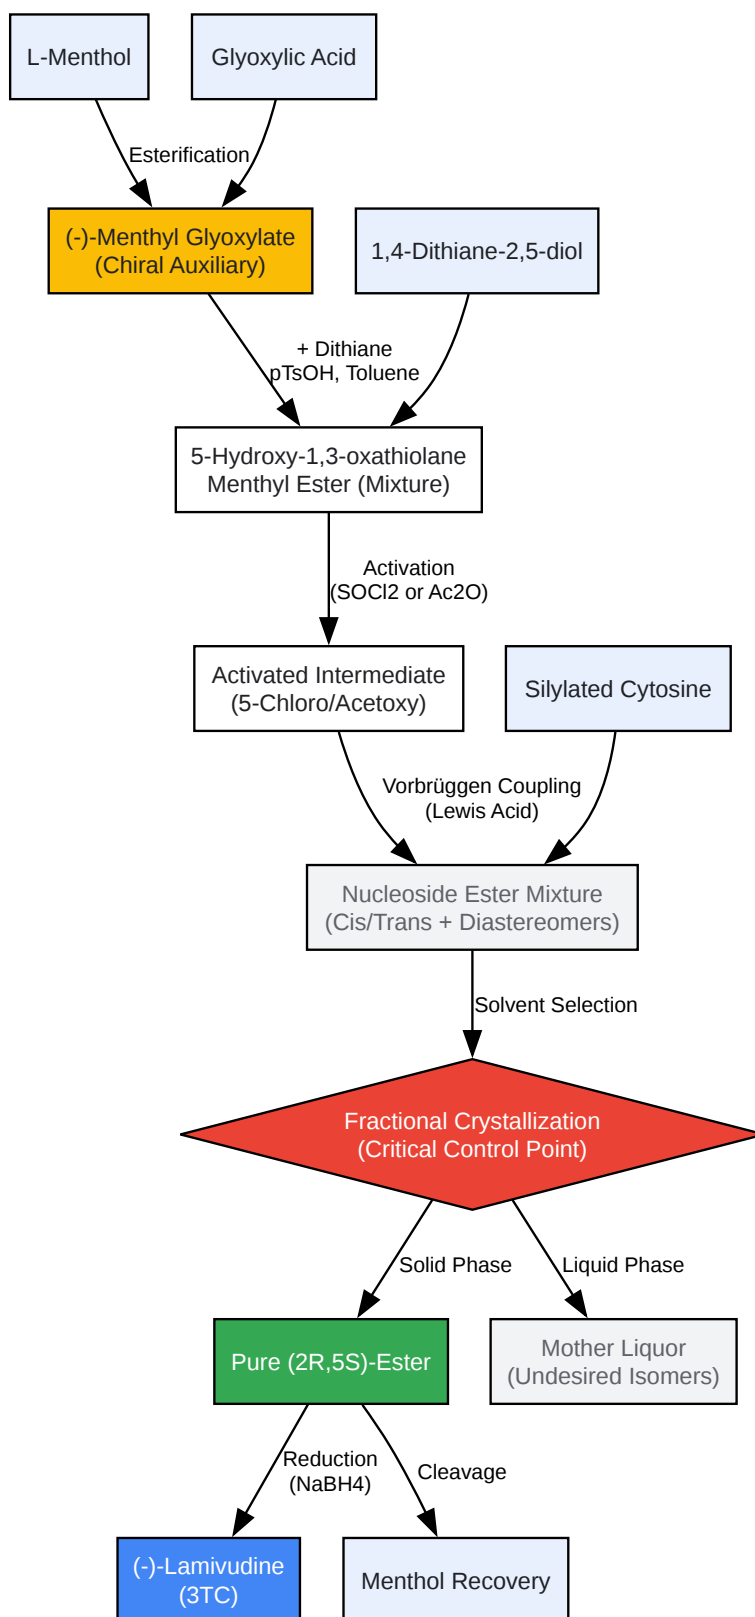 L-Menthol
Glyoxylic Acid
Esterification
(-)-Menthyl Glyoxylate
(Chiral Auxiliary)
1,4-Dithiane-2,5-diol
+ Dithiane
pTsOH, Toluene
5-Hydroxy-1,3-oxathiolane
Menthyl Ester (Mixture)
Activation
(SOCl2 or Ac2O)
Activated Intermediate
(5-Chloro/Acetoxy)
Silylated Cytosine
Vorbrüggen Coupling
(Lewis Acid)
Nucleoside Ester Mixture
(Cis/Trans + Diastereomers)
Solvent Selection
Fractional Crystallization
(Critical Control Point)
Solid Phase
Liquid Phase
Pure (2R,5S)-Ester
Mother Liquor
(Undesired Isomers)
Reduction
(NaBH4)
Cleavage
(-)-Lamivudine
(3TC)
Menthol Recovery